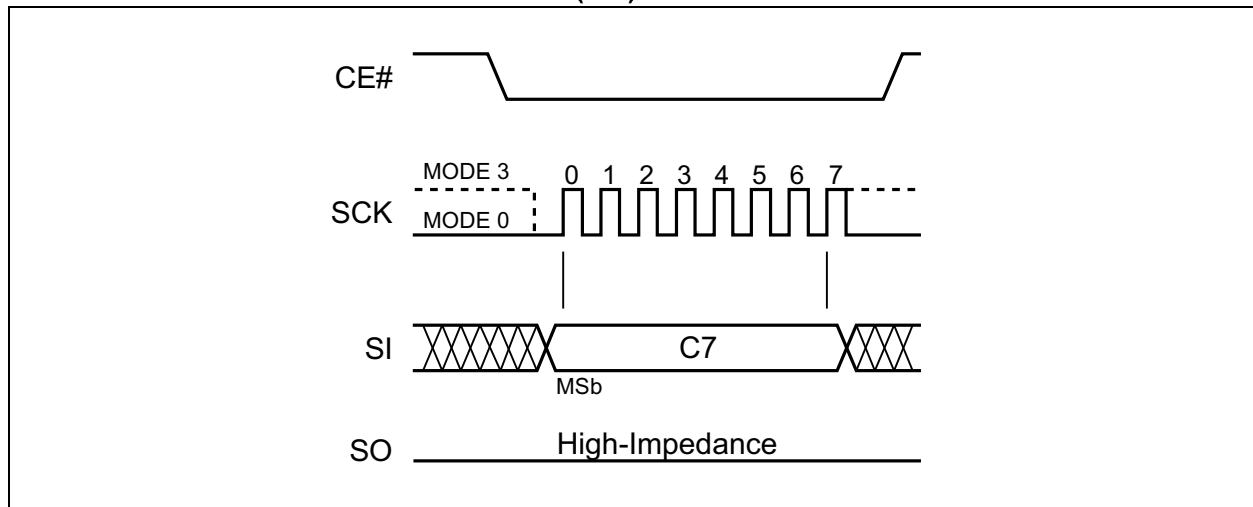 CE#
MODE 3
0 1 2 3 4 5 6 7
SCK
MODE 0
SI
C7
MSb
SO
High-Impedance